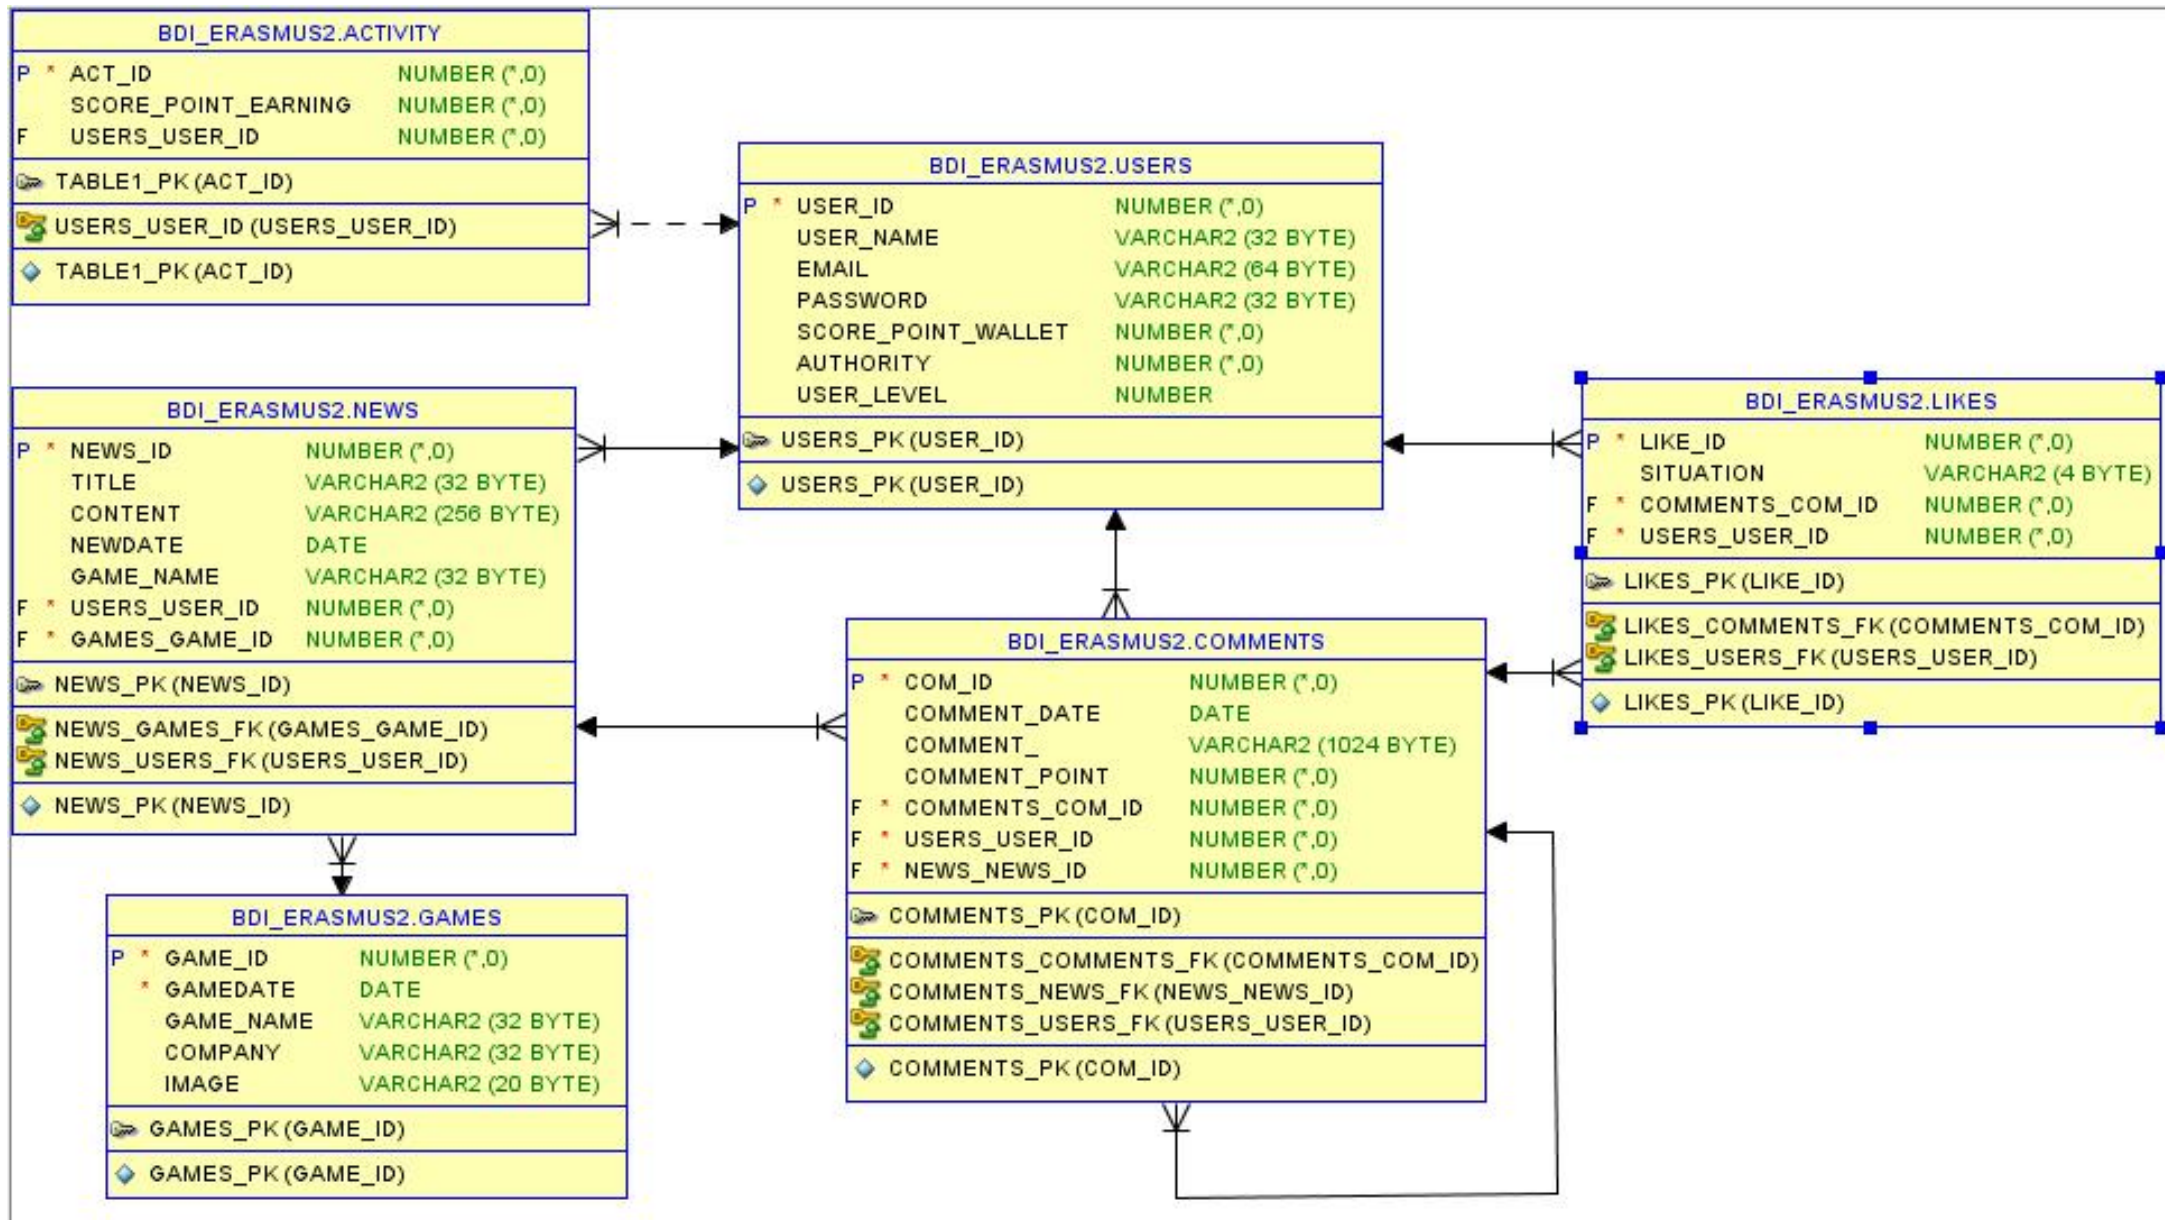 BDI_ERASMUS2.ACTIVITY
P * ACT_ID NUMBER (*,0)
SCORE_POINT_EARNING NUMBER (*,0)
F USERS_USER_ID NUMBER (*,0)
TABLE1_PK (ACT_ID)
USERS_USER_ID (USERS_USER_ID)
TABLE1_PK (ACT_ID)
BDI_ERASMUS2.USERS
P * USER_ID NUMBER (*,0)
USER_NAME VARCHAR2 (32 BYTE)
EMAIL VARCHAR2 (64 BYTE)
PASSWORD VARCHAR2 (32 BYTE)
SCORE_POINT_WALLET NUMBER (*,0)
AUTHORITY NUMBER (*,0)
USER_LEVEL NUMBER
USERS_PK (USER_ID)
USERS_PK (USER_ID)
BDI_ERASMUS2.LIKES
P * LIKE_ID NUMBER (*,0)
SITUATION VARCHAR2 (4 BYTE)
F * COMMENTS_COM_ID NUMBER (*,0)
F * USERS_USER_ID NUMBER (*,0)
LIKES_PK (LIKE_ID)
LIKES_COMMENTS_FK (COMMENTS_COM_ID)
LIKES_USERS_FK (USERS_USER_ID)
LIKES_PK (LIKE_ID)
BDI_ERASMUS2.NEWS
P * NEWS_ID NUMBER (*,0)
TITLE VARCHAR2 (32 BYTE)
CONTENT VARCHAR2 (256 BYTE)
NEWDATE DATE
GAME_NAME VARCHAR2 (32 BYTE)
F * USERS_USER_ID NUMBER (*,0)
F * GAMES_GAME_ID NUMBER (*,0)
NEWS_PK (NEWS_ID)
NEWS_GAMES_FK (GAMES_GAME_ID)
NEWS_USERS_FK (USERS_USER_ID)
NEWS_PK (NEWS_ID)
BDI_ERASMUS2.COMMENTS
P * COM_ID NUMBER (*,0)
COMMENT_DATE DATE
COMMENT_ VARCHAR2 (1024 BYTE)
COMMENT_POINT NUMBER (*,0)
F * COMMENTS_COM_ID NUMBER (*,0)
F * USERS_USER_ID NUMBER (*,0)
F * NEWS_NEWS_ID NUMBER (*,0)
COMMENTS_PK (COM_ID)
COMMENTS_COMMENTS_FK (COMMENTS_COM_ID)
COMMENTS_NEWS_FK (NEWS_NEWS_ID)
COMMENTS_USERS_FK (USERS_USER_ID)
COMMENTS_PK (COM_ID)
BDI_ERASMUS2.GAMES
P * GAME_ID NUMBER (*,0)
* GAMEDATE DATE
GAME_NAME VARCHAR2 (32 BYTE)
COMPANY VARCHAR2 (32 BYTE)
IMAGE VARCHAR2 (20 BYTE)
GAMES_PK (GAME_ID)
GAMES_PK (GAME_ID)